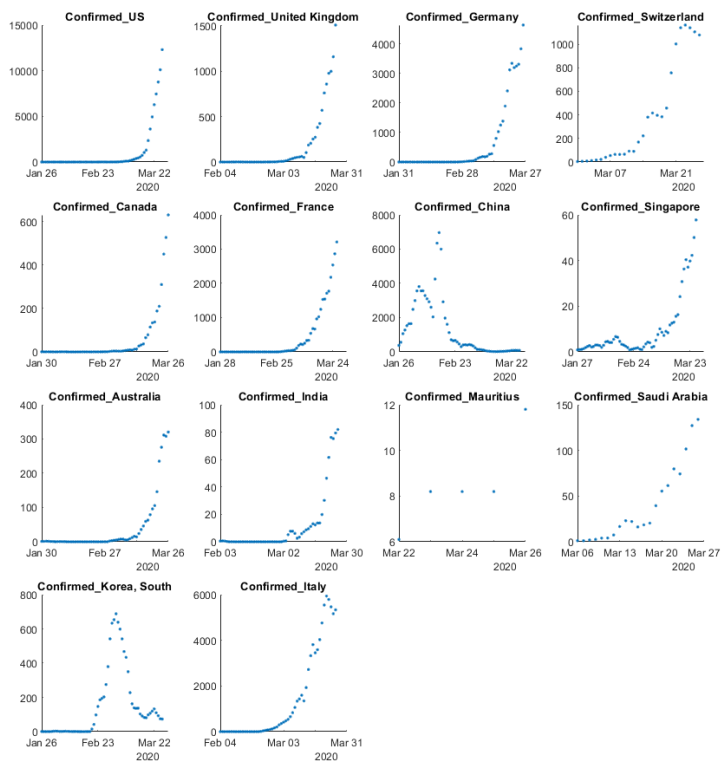 Confirmed_US
15000
10000
5000
0
Jan 26
Feb 23
Mar 22
2020
Confirmed_United Kingdom
1500
1000
500
0
Feb 04
Mar 03
Mar 31
2020
Confirmed_Germany
4000
3000
2000
1000
0
Jan 31
Feb 28
Mar 27
2020
Confirmed_Switzerland
1000
800
600
400
200
0
Mar 07
Mar 21
2020
Confirmed_Canada
600
400
200
0
Jan 30
Feb 27
Mar 26
2020
Confirmed_France
4000
3000
2000
1000
0
Jan 28
Feb 25
Mar 24
2020
Confirmed_China
8000
6000
4000
2000
0
Jan 26
Feb 23
Mar 22
2020
Confirmed_Singapore
60
40
20
0
Jan 27
Feb 24
Mar 23
2020
Confirmed_Australia
400
300
200
100
0
Jan 30
Feb 27
Mar 26
2020
Confirmed_India
100
80
60
40
20
0
Feb 03
Mar 02
Mar 30
2020
Confirmed_Mauritius
12
10
8
6
Mar 22
Mar 24
Mar 26
2020
Confirmed_Saudi Arabia
150
100
50
0
Mar 06
Mar 13
Mar 20
Mar 27
2020
Confirmed_Korea, South
800
600
400
200
0
Jan 26
Feb 23
Mar 22
2020
Confirmed_Italy
6000
4000
2000
0
Feb 04
Mar 03
Mar 31
2020